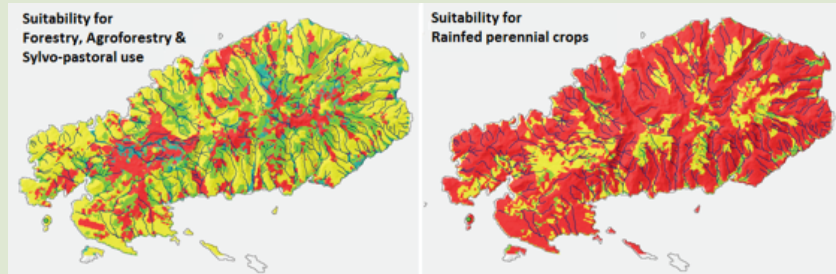 Suitability for
Forestry, Agroforestry &
Sylvo-pastoral use
Suitability for
Rainfed perennial crops